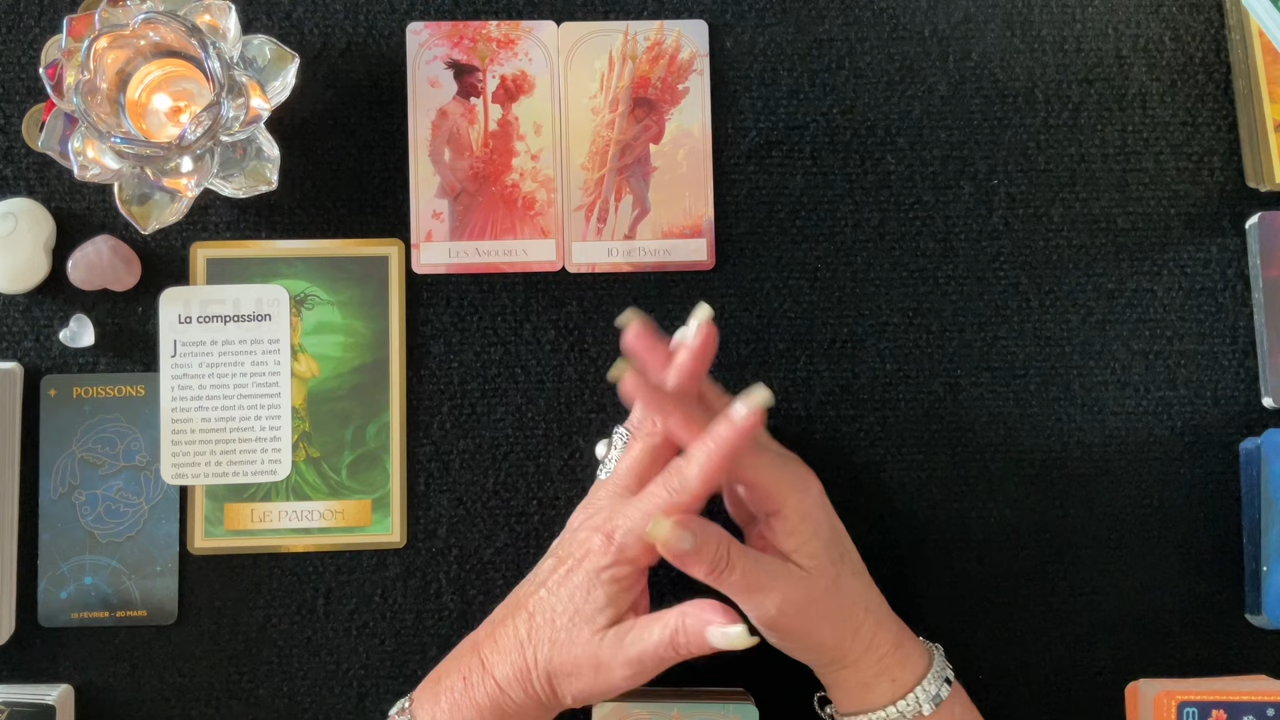 LES AMOUREUX
10 DE BÂTON
La compassion
J'accepte de plus en plus que
certaines personnes aient
choisi d'apprendre dans la
souffrance et que je ne peux rien
y faire, du moins pour l'instant.
Je les aide dans leur cheminement
et leur offre ce dont ils ont le plus
besoin : ma simple joie de vivre
dans le moment présent. Je leur
fais voir mon propre bien-être afin
qu'un jour ils aient envie de me
rejoindre et de cheminer à mes
côtés sur la route de la sérénité.
POISSONS
LE PARDON
19 FÉVRIER – 20 MARS